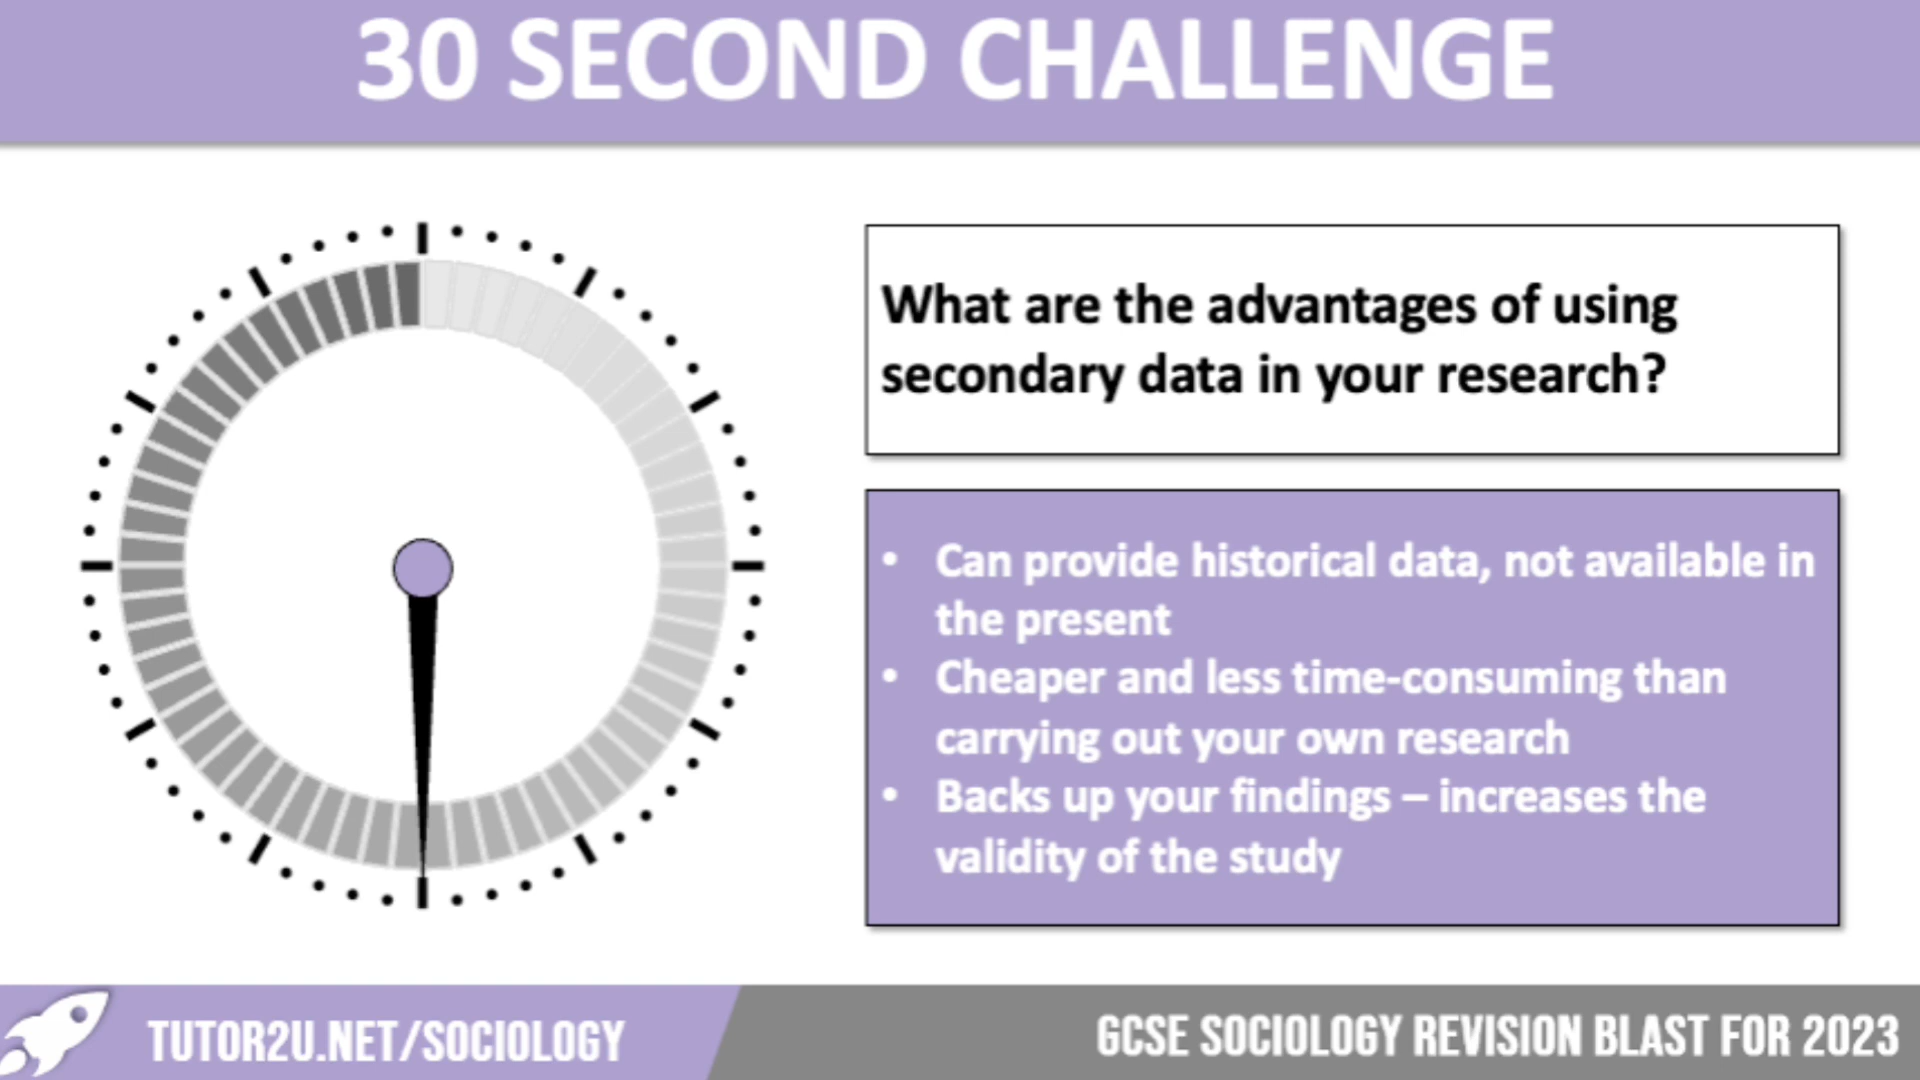 30 SECOND CHALLENGE
What are the advantages of using
secondary data in your research?
• Can provide historical data, not available in
the present
• Cheaper and less time-consuming than
carrying out your own research
• Backs up your findings – increases the
validity of the study
TUTOR2U.NET/SOCIOLOGY
GCSE SOCIOLOGY REVISION BLAST FOR 2023